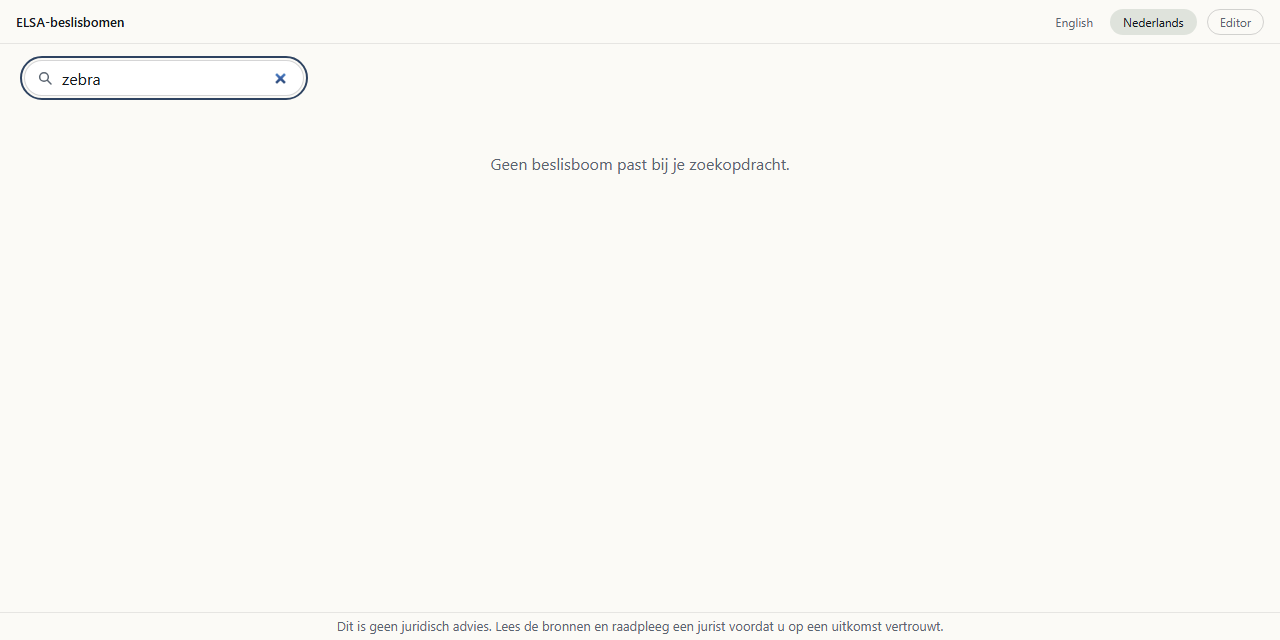 ELSA-beslisbomen
English
Nederlands
Editor
zebra
Geen beslisboom past bij je zoekopdracht.
Dit is geen juridisch advies. Lees de bronnen en raadpleeg een jurist voordat u op een uitkomst vertrouwt.